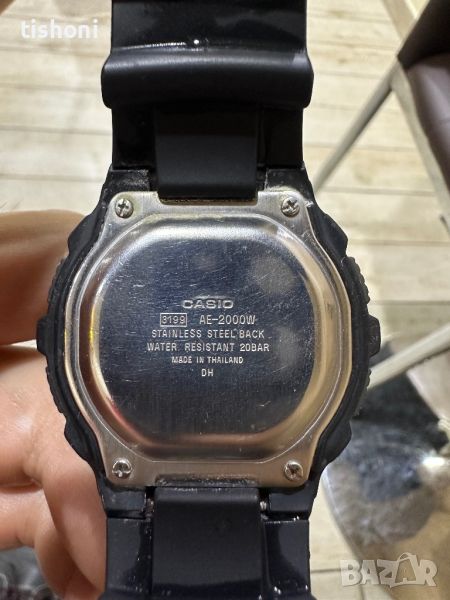 tishoni
CASIO
3199 AE-2000W
STAINLESS STEEL BACK
WATER RESISTANT 20BAR
MADE IN THAILAND
DH
BAZAR